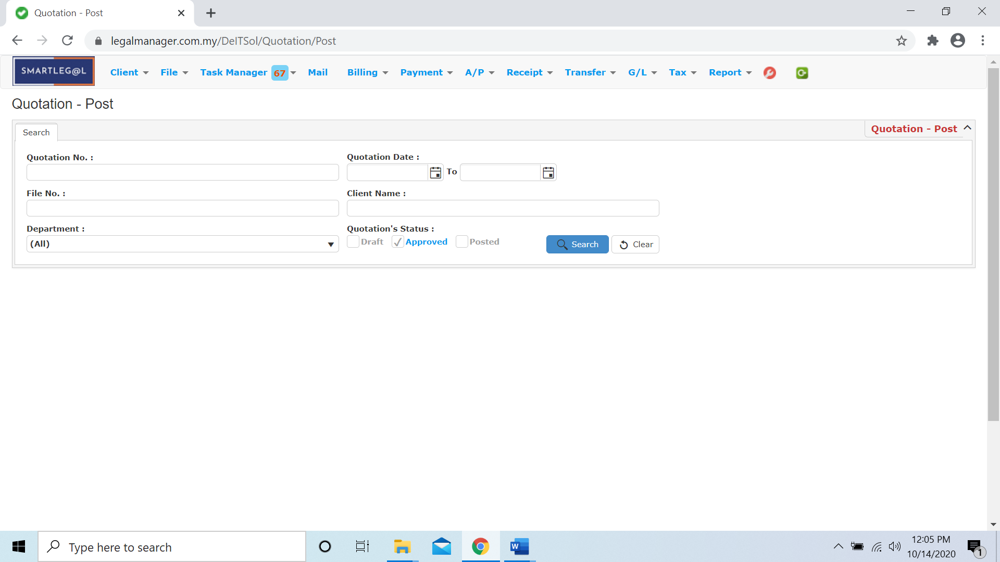 Quotation - Post
legalmanager.com.my/DeITSol/Quotation/Post
SMARTLEG@L Client File Task Manager 67 Mail Billing Payment A/P Receipt Transfer G/L Tax Report
Quotation - Post
Search Quotation - Post
Quotation No. : Quotation Date :
To
File No. : Client Name :
Department : Quotation's Status :
(All) Draft Approved Posted Search Clear
Type here to search
12:05 PM
10/14/2020
1